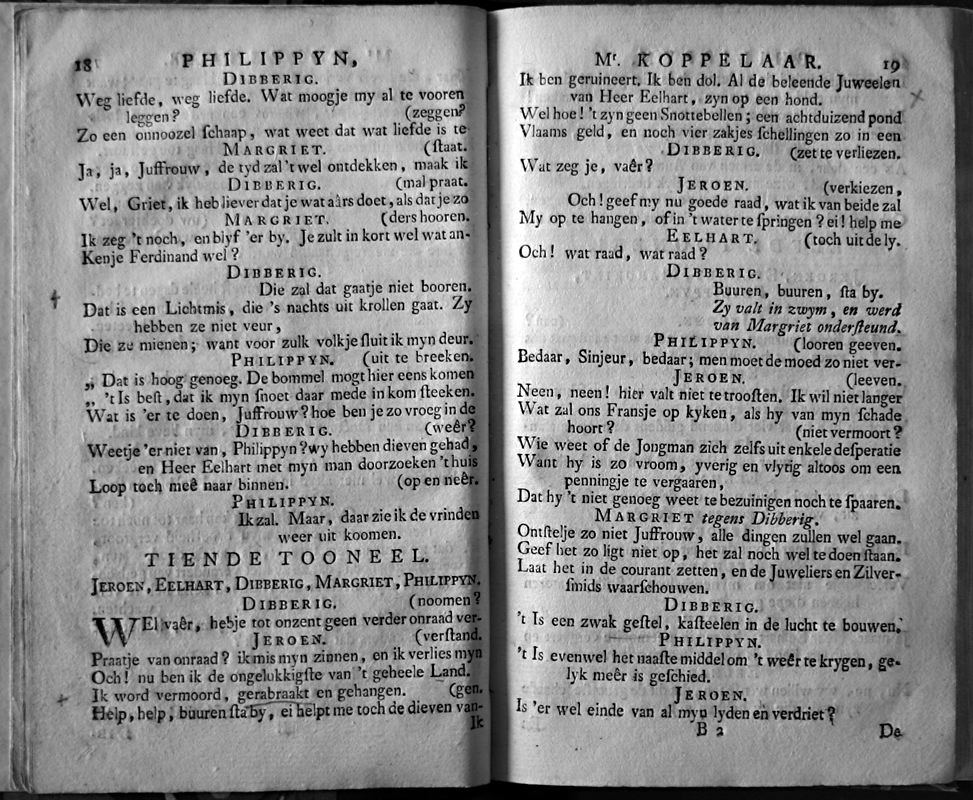 18 PHILIPPYN,
DIBBERIG.
Weg liefde, weg liefde. Wat moogje my al te vooren
leggen? (zeggen?
Zo een onnoozel ſchaap, wat weet dat wat liefde is te
MARGRIET. (ſtaat.
Ja, ja, Juffrouw, de tyd zal 't wel ontdekken, maak ik
DIBBERIG. (mal praat.
Wel, Griet, ik heb liever dat je wat aârs doet, als dat je zo
MARGRIET. (ders hooren.
Ik zeg 't noch, en blyf 'er by. Je zult in kort wel wat an-
Kenje Ferdinand wel?
DIBBERIG.
Die zal dat gaatje niet booren.
Dat is een Lichtmis, die 's nachts uit krollen gaat. Zy
hebben ze niet veur,
Die ze mienen; want voor zulk volkje ſluit ik myn deur.
PHILIPPYN. (uit te breeken.
„ Dat is hoog genoeg. De bommel mogt hier eens komen
„ 't Is beſt, dat ik myn ſnoet daar mede in kom ſteeken.
Wat is 'er te doen, Juffrouw? hoe ben je zo vroeg in de
DIBBERIG. (weêr?
Weetje 'er niet van, Philippyn? wy hebben dieven gehad,
en Heer Eelhart met myn man doorzoeken 't huis
Loop toch meê naar binnen. (op en neêr.
PHILIPPYN.
Ik zal. Maar, daar zie ik de vrinden
weer uit koomen.
TIENDE TOONEEL.
JEROEN, EELHART, DIBBERIG, MARGRIET, PHILIPPYN.
DIBBERIG. (noomen?
WEl vaêr, hebje tot onzent geen verder onraad ver-
JEROEN. (verſtand.
Praatje van onraad? ik mis myn zinnen, en ik verlies myn
Och! nu ben ik de ongelukkigſte van 't geheele Land.
Ik word vermoord, gerabraakt en gehangen. (gen.
Help, help, buuren ſta by, ei helpt me toch de dieven van-
Ik
Mr. KOPPELAAR. 19
Ik ben geruineert. Ik ben dol. Al de beleende Juweelen
van Heer Eelhart, zyn op een hond.
Wel hoe! 't zyn geen Snottebellen; een achtduizend pond
Vlaams geld, en noch vier zakjes ſchellingen zo in een
DIBBERIG. (zet te verliezen.
Wat zeg je, vaêr?
JEROEN. (verkiezen,
Och! geef my nu goede raad, wat ik van beide zal
My op te hangen, of in 't water te ſpringen? ei! help me
EELHART. (toch uit de ly.
Och! wat raad, wat raad?
DIBBERIG.
Buuren, buuren, ſta by.
Zy valt in zwym, en werd
van Margriet onderſteund.
PHILIPPYN. (looren geeven.
Bedaar, Sinjeur, bedaar; men moet de moed zo niet ver-
JEROEN. (leeven.
Neen, neen! hier valt niet te trooſten. Ik wil niet langer
Wat zal ons Fransje op kyken, als hy van myn ſchade
hoort? (niet vermoort?
Wie weet of de Jongman zich zelfs uit enkele deſperatie
Want hy is zo vroom, yverig en vlytig altoos om een
penningje te vergaaren,
Dat hy 't niet genoeg weet te bezuinigen noch te ſpaaren.
MARGRIET tegens Dibberig.
Ontſtelje zo niet Juffrouw, alle dingen zullen wel gaan.
Geef het zo ligt niet op, het zal noch wel te doen ſtaan.
Laat het in de courant zetten, en de Juweliers en Zilver-
ſmids waarſchouwen.
DIBBERIG.
't Is een zwak geſtel, kaſteelen in de lucht te bouwen.
PHILIPPYN.
't Is evenwel het naaſte middel om 't weêr te krygen, ge-
lyk meêr is geſchied.
JEROEN.
Is 'er wel einde van al myn lyden en verdriet?
B 2 De